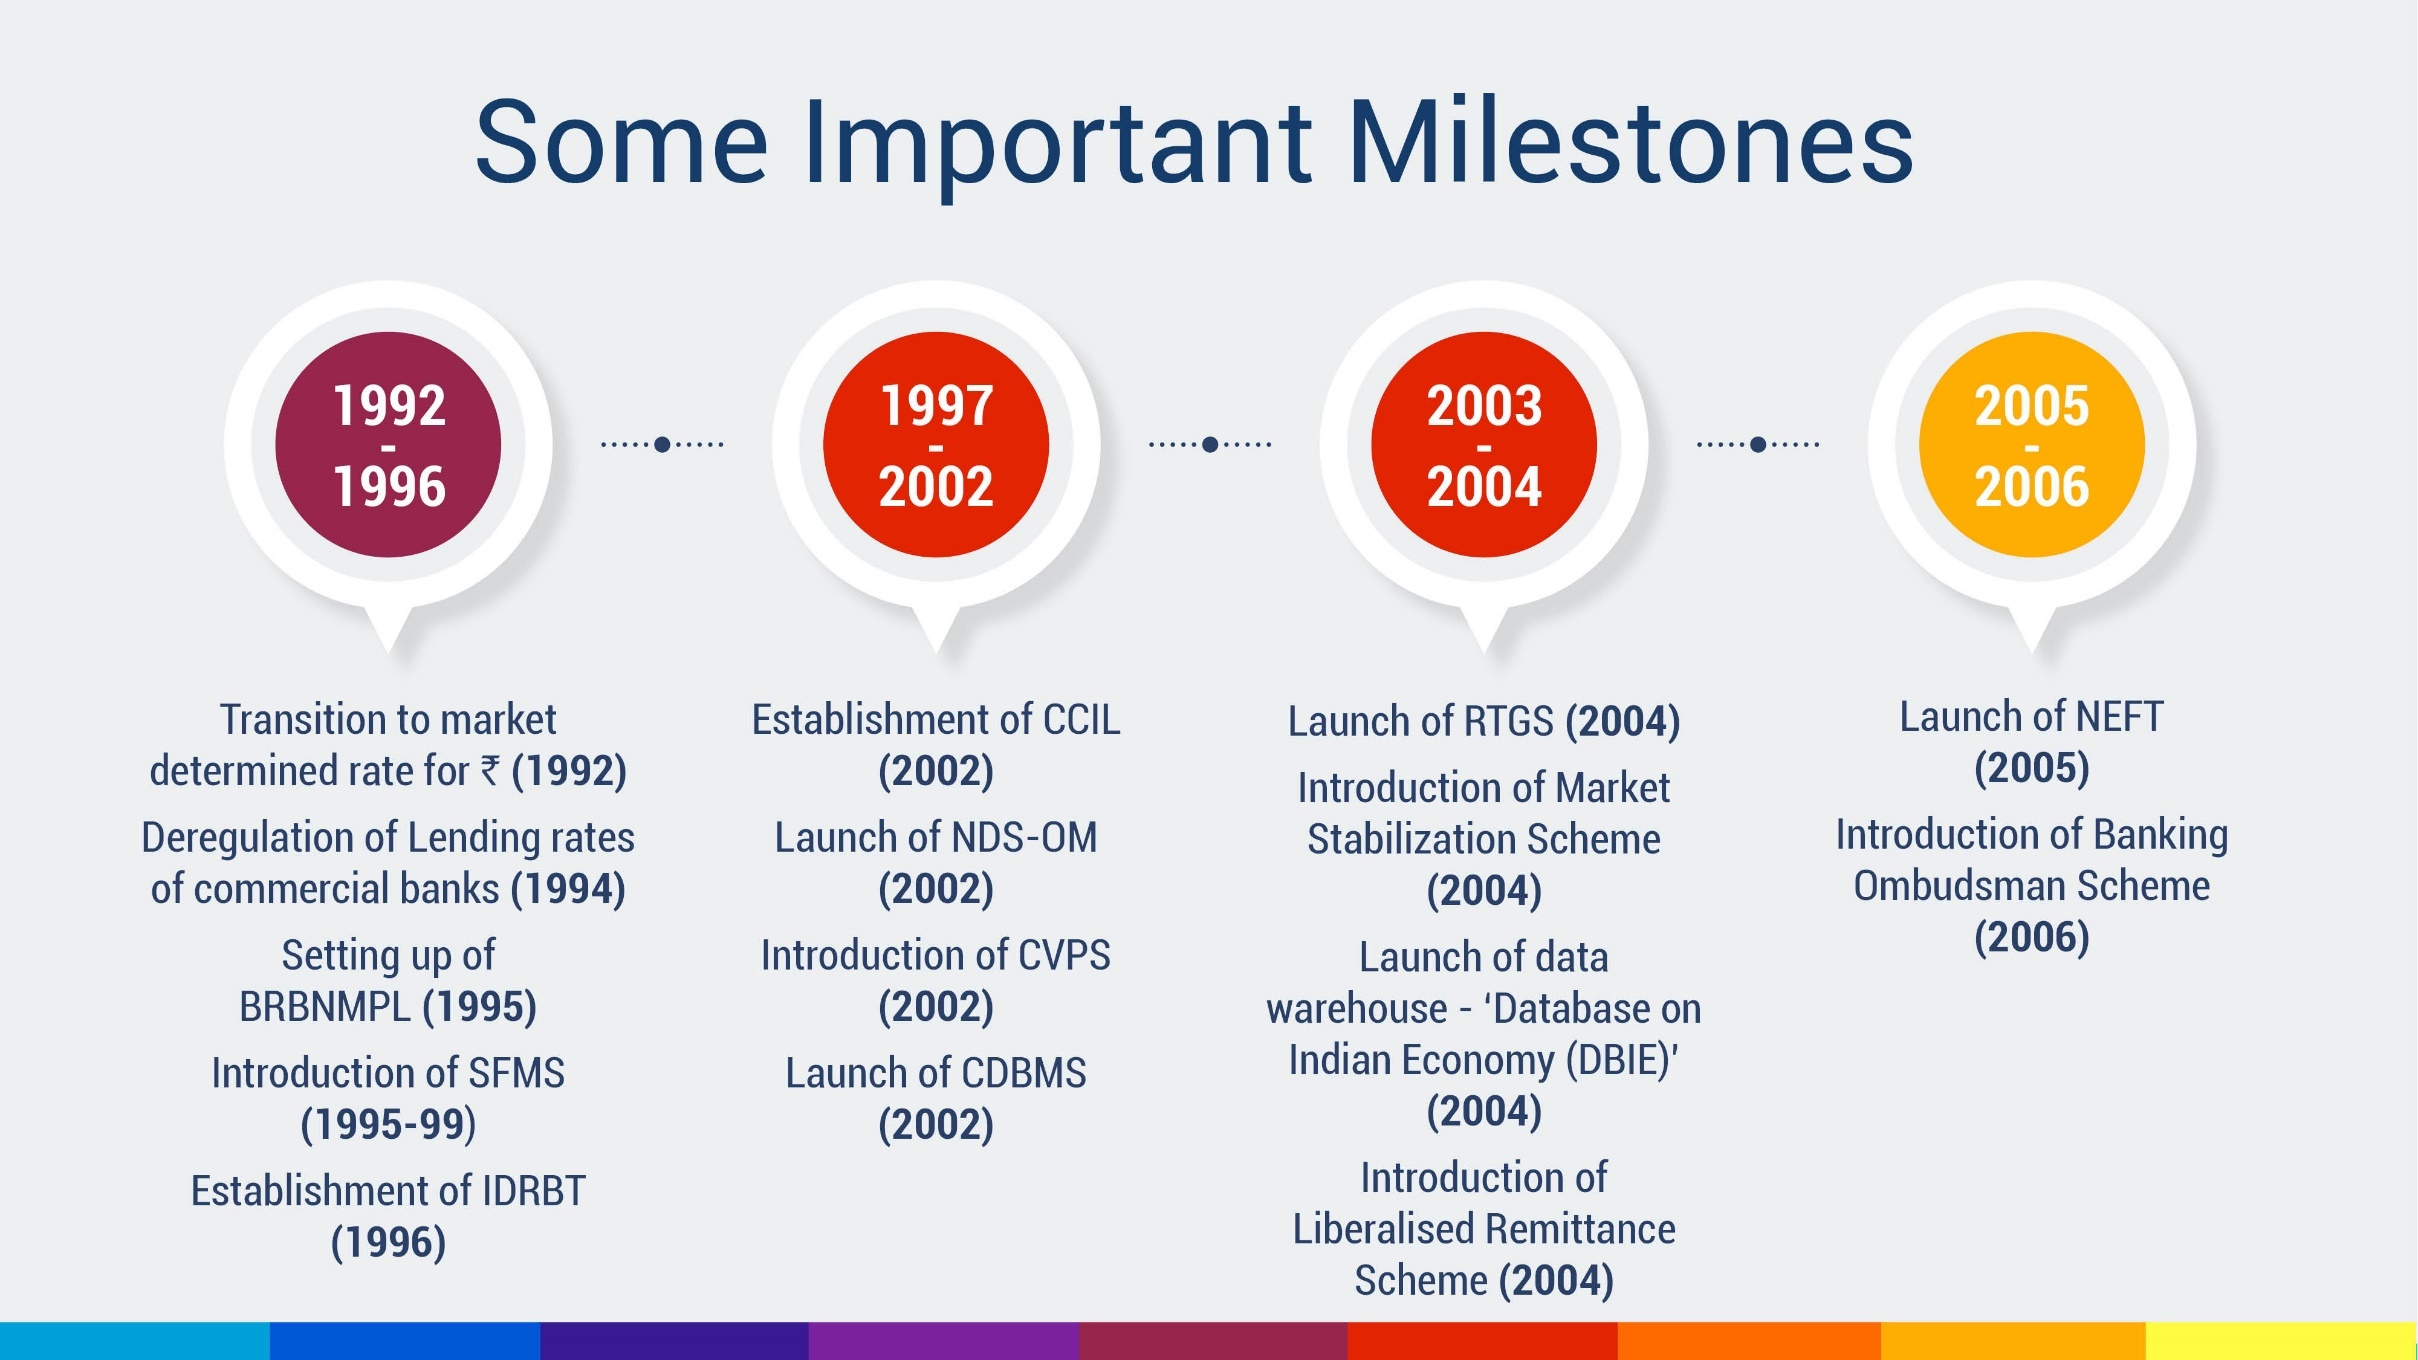 Some Important Milestones
1992
-
1996
Transition to market
determined rate for ₹ (1992)
Deregulation of Lending rates
of commercial banks (1994)
Setting up of
BRBNMPL (1995)
Introduction of SFMS
(1995-99)
Establishment of IDRBT
(1996)
1997
-
2002
Establishment of CCIL
(2002)
Launch of NDS-OM
(2002)
Introduction of CVPS
(2002)
Launch of CDBMS
(2002)
2003
-
2004
Launch of RTGS (2004)
Introduction of Market
Stabilization Scheme
(2004)
Launch of data
warehouse - ‘Database on
Indian Economy (DBIE)’
(2004)
Introduction of
Liberalised Remittance
Scheme (2004)
2005
-
2006
Launch of NEFT
(2005)
Introduction of Banking
Ombudsman Scheme
(2006)